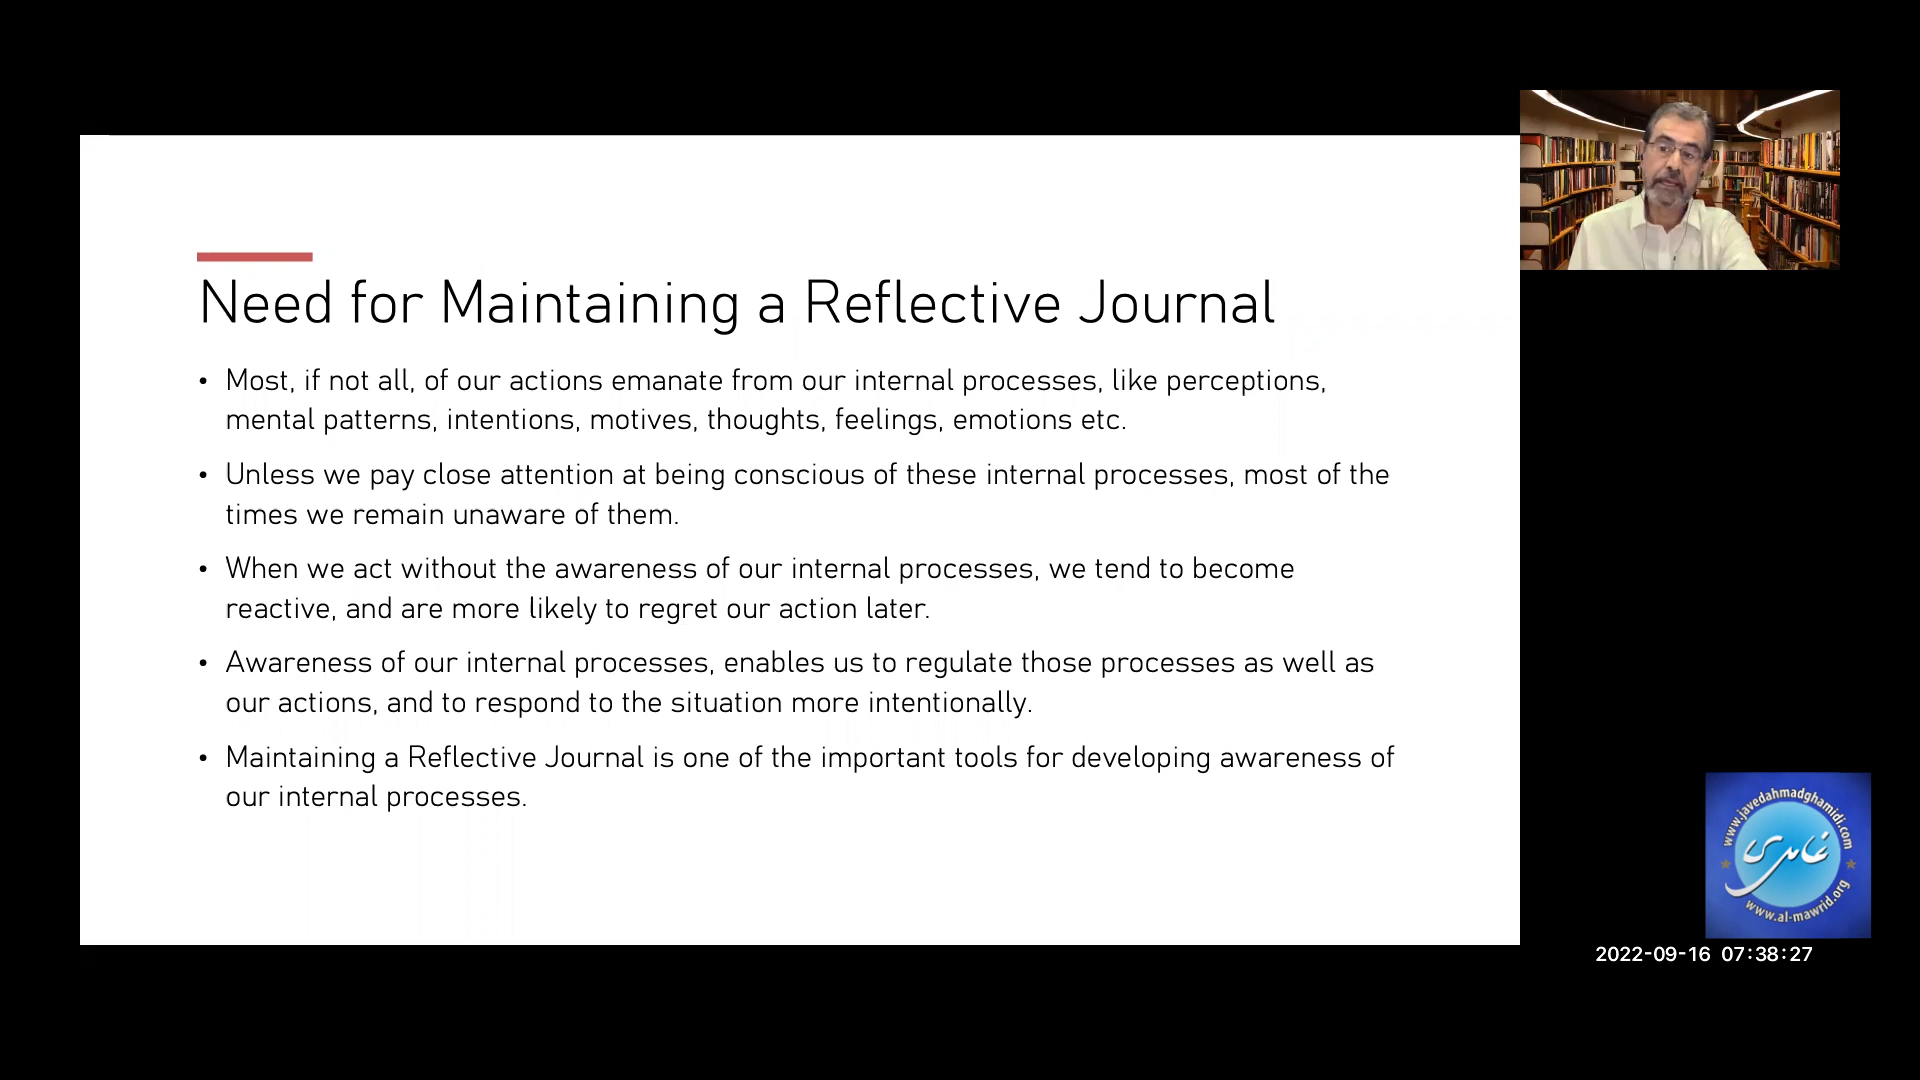 Need for Maintaining a Reflective Journal
• Most, if not all, of our actions emanate from our internal processes, like perceptions,
mental patterns, intentions, motives, thoughts, feelings, emotions etc.
• Unless we pay close attention at being conscious of these internal processes, most of the
times we remain unaware of them.
• When we act without the awareness of our internal processes, we tend to become
reactive, and are more likely to regret our action later.
• Awareness of our internal processes, enables us to regulate those processes as well as
our actions, and to respond to the situation more intentionally.
• Maintaining a Reflective Journal is one of the important tools for developing awareness of
our internal processes.
www.javedahmadghamidi.com
غامدی
www.al-mawrid.org
2022-09-16 07:38:27